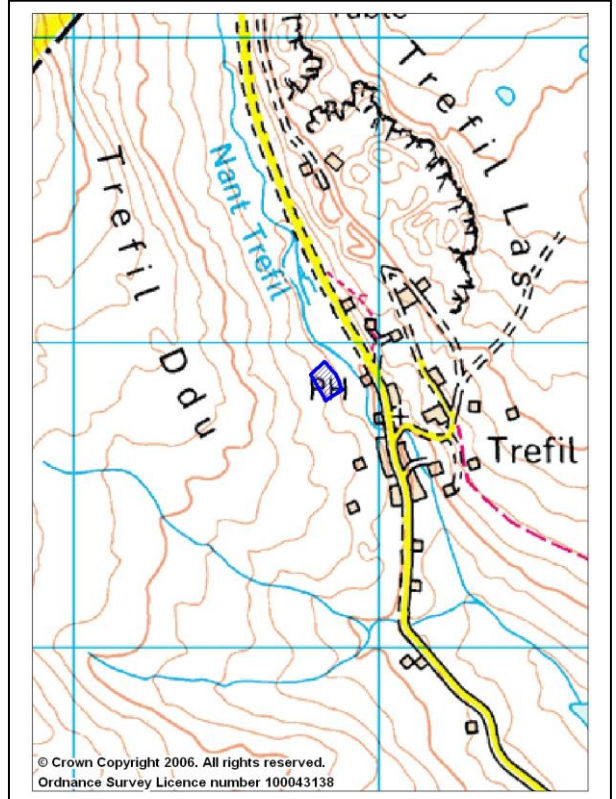 Trefil Las
Nant Trefil
Trefil Ddu
PH
Trefil
© Crown Copyright 2006. All rights reserved.
Ordnance Survey Licence number 100043138